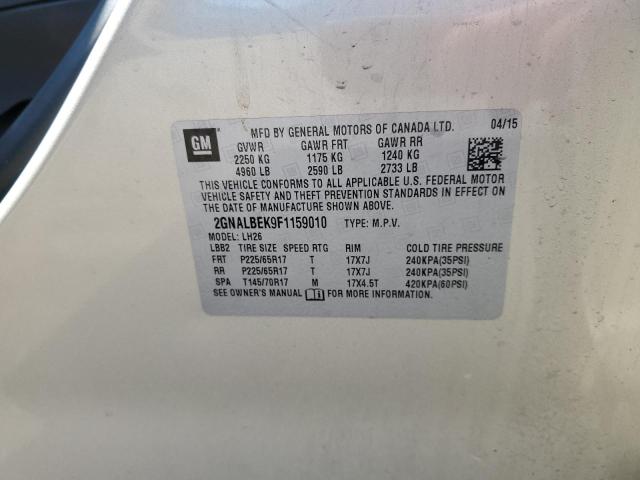 GM
MFD BY GENERAL MOTORS OF CANADA LTD. 04/15
GVWR GAWR FRT GAWR RR
2250 KG 1175 KG 1240 KG
4960 LB 2590 LB 2733 LB
THIS VEHICLE CONFORMS TO ALL APPLICABLE U.S. FEDERAL MOTOR
VEHICLE SAFETY AND THEFT PREVENTION STANDARDS IN EFFECT ON
THE DATE OF MANUFACTURE SHOWN ABOVE.
2GNALBEK9F1159010 TYPE: M.P.V.
MODEL: LH26
LBB2 TIRE SIZE SPEED RTG RIM COLD TIRE PRESSURE
FRT P225/65R17 T 17X7J 240KPA(35PSI)
RR P225/65R17 T 17X7J 240KPA(35PSI)
SPA T145/70R17 M 17X4.5T 420KPA(60PSI)
SEE OWNER'S MANUAL FOR MORE INFORMATION.